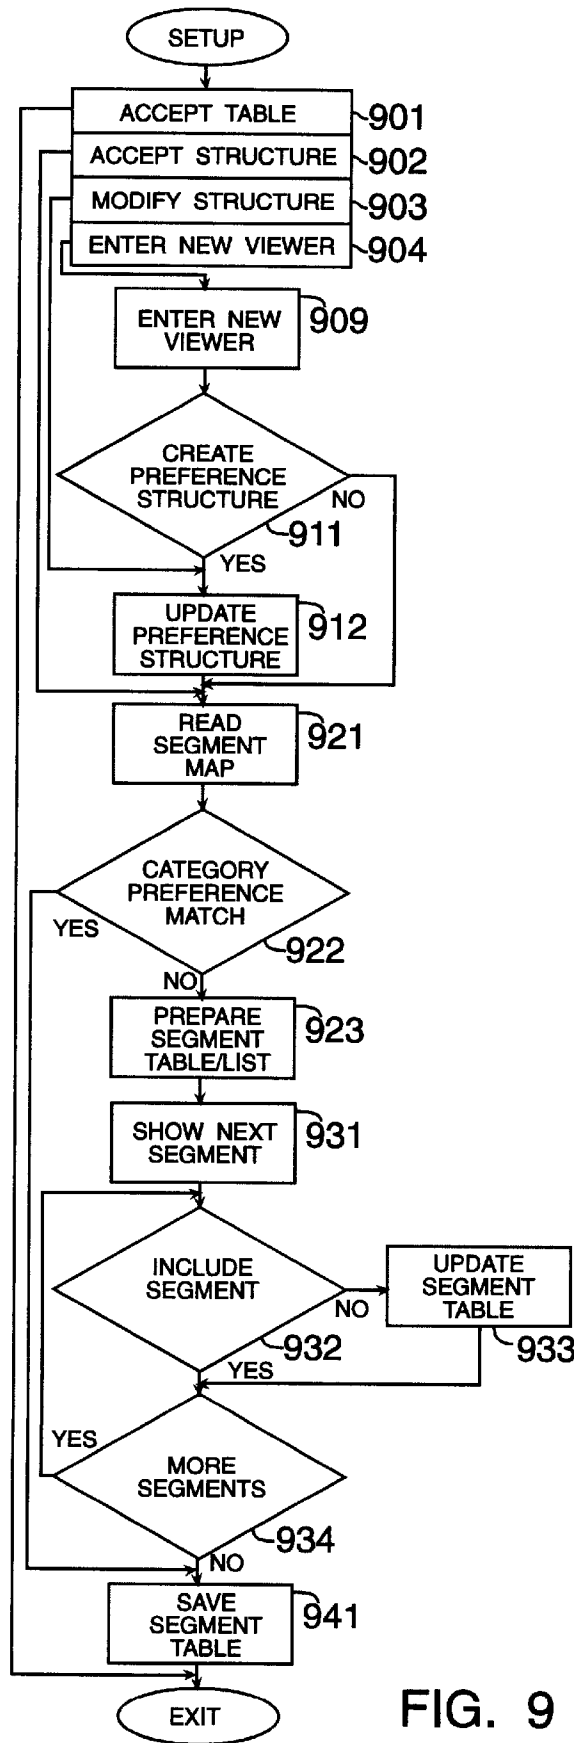 SETUP
ACCEPT TABLE 901
ACCEPT STRUCTURE 902
MODIFY STRUCTURE 903
ENTER NEW VIEWER 904
ENTER NEW
VIEWER
909
CREATE
PREFERENCE
STRUCTURE
NO
911
YES
UPDATE
PREFERENCE
STRUCTURE
912
READ
SEGMENT
MAP
921
CATEGORY
PREFERENCE
MATCH
YES
922
NO
PREPARE
SEGMENT
TABLE/LIST
923
SHOW NEXT
SEGMENT
931
INCLUDE
SEGMENT
NO
932
YES
UPDATE
SEGMENT
TABLE
933
YES
MORE
SEGMENTS
934
NO
SAVE
SEGMENT
TABLE
941
EXIT
FIG. 9